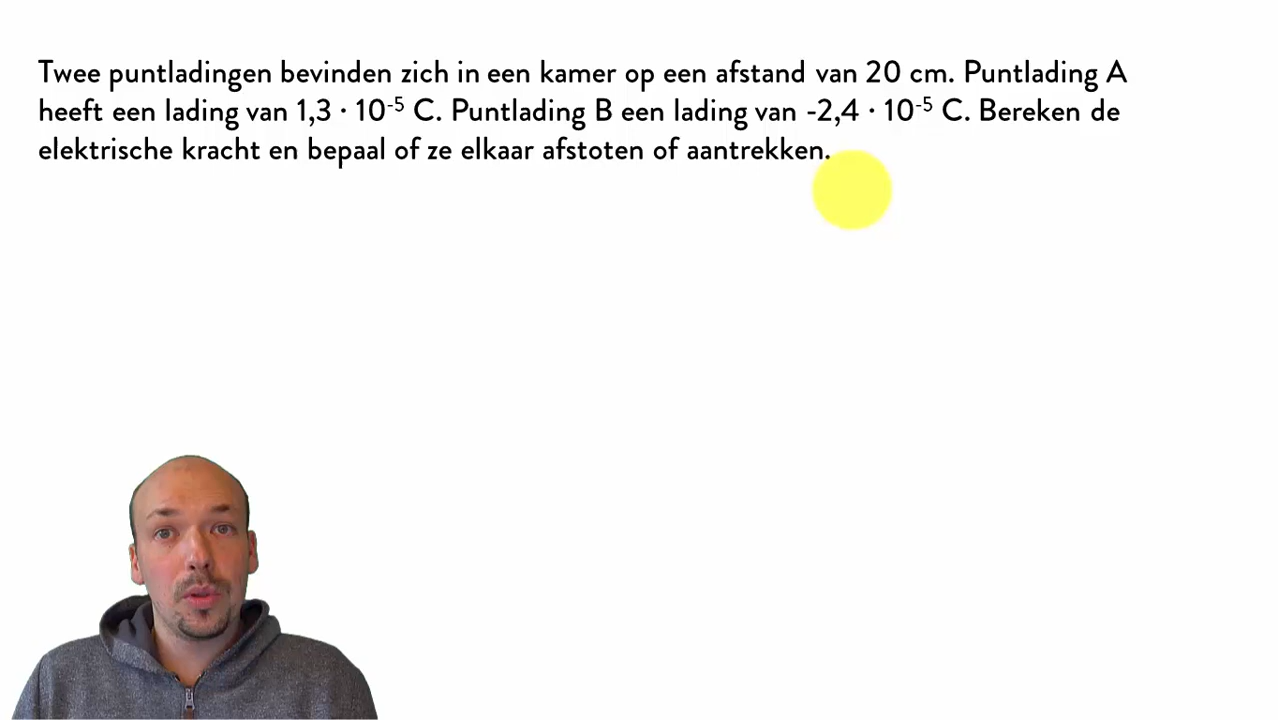 Twee puntladingen bevinden zich in een kamer op een afstand van 20 cm. Puntlading A
heeft een lading van 1,3 · 10⁻⁵ C. Puntlading B een lading van -2,4 · 10⁻⁵ C. Bereken de
elektrische kracht en bepaal of ze elkaar afstoten of aantrekken.